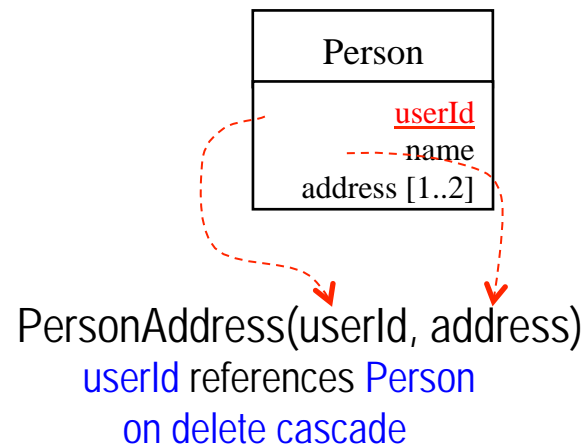 Person
userId
name
address [1..2]
PersonAddress(userId, address)
userId references Person
on delete cascade